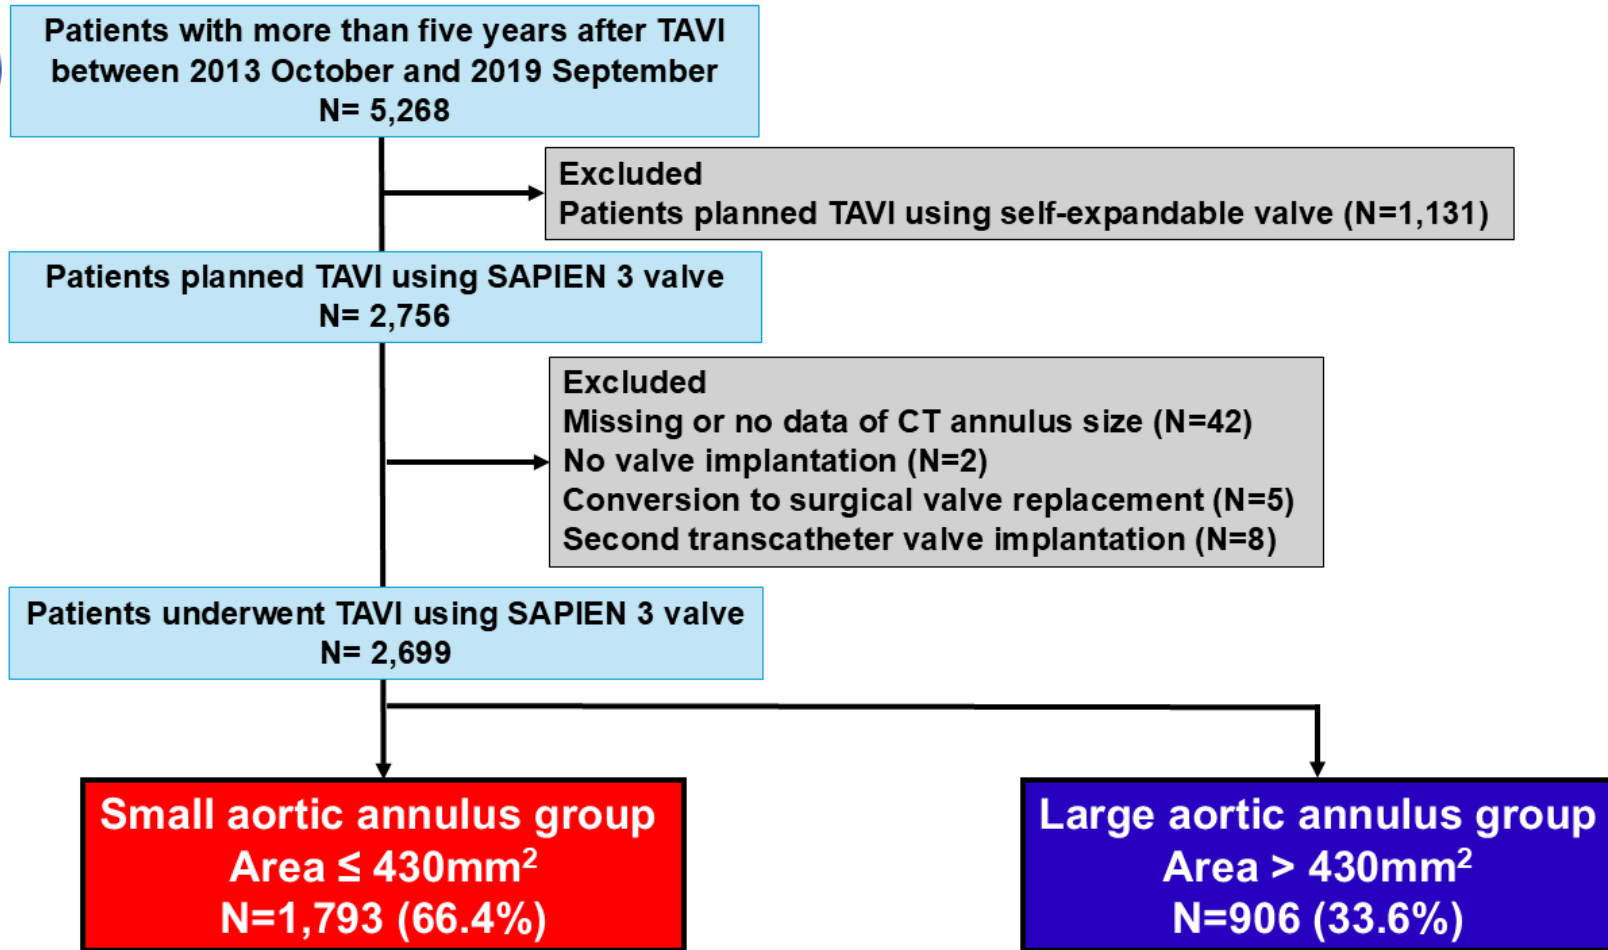 Patients with more than five years after TAVI
between 2013 October and 2019 September
N= 5,268
Excluded
Patients planned TAVI using self-expandable valve (N=1,131)
Patients planned TAVI using SAPIEN 3 valve
N= 2,756
Excluded
Missing or no data of CT annulus size (N=42)
No valve implantation (N=2)
Conversion to surgical valve replacement (N=5)
Second transcatheter valve implantation (N=8)
Patients underwent TAVI using SAPIEN 3 valve
N= 2,699
Small aortic annulus group
Area ≤ 430mm²
N=1,793 (66.4%)
Large aortic annulus group
Area > 430mm²
N=906 (33.6%)